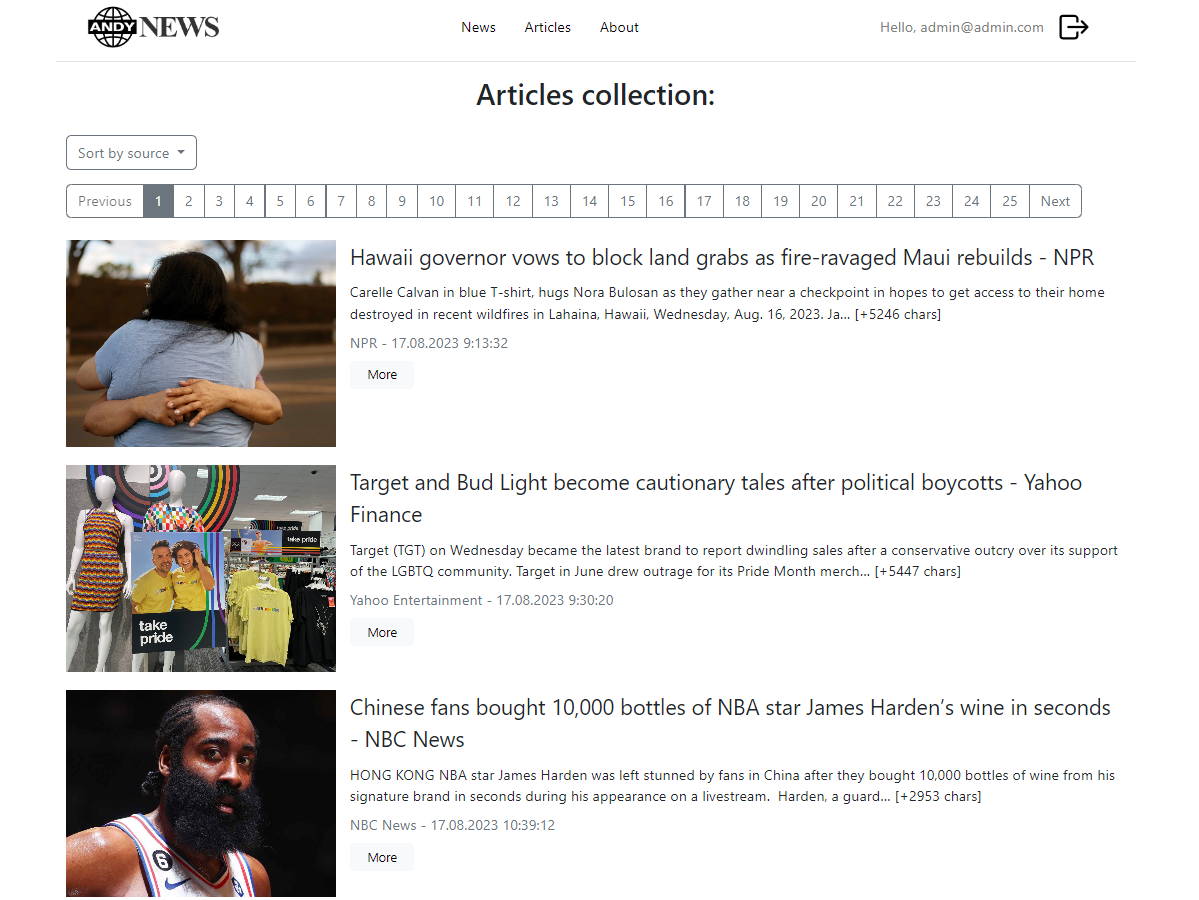 ANDY NEWS
News Articles About
Hello, admin@admin.com
Articles collection:
Sort by source
Previous 1 2 3 4 5 6 7 8 9 10 11 12 13 14 15 16 17 18 19 20 21 22 23 24 25 Next
Hawaii governor vows to block land grabs as fire-ravaged Maui rebuilds - NPR
Carelle Calvan in blue T-shirt, hugs Nora Bulosan as they gather near a checkpoint in hopes to get access to their home
destroyed in recent wildfires in Lahaina, Hawaii, Wednesday, Aug. 16, 2023. Ja… [+5246 chars]
NPR - 17.08.2023 9:13:32
More
take pride
take pride
take
pride
Target and Bud Light become cautionary tales after political boycotts - Yahoo
Finance
Target (TGT) on Wednesday became the latest brand to report dwindling sales after a conservative outcry over its support
of the LGBTQ community. Target in June drew outrage for its Pride Month merch… [+5447 chars]
Yahoo Entertainment - 17.08.2023 9:30:20
More
6
Chinese fans bought 10,000 bottles of NBA star James Harden’s wine in seconds
- NBC News
HONG KONG NBA star James Harden was left stunned by fans in China after they bought 10,000 bottles of wine from his
signature brand in seconds during his appearance on a livestream.  Harden, a guard… [+2953 chars]
NBC News - 17.08.2023 10:39:12
More